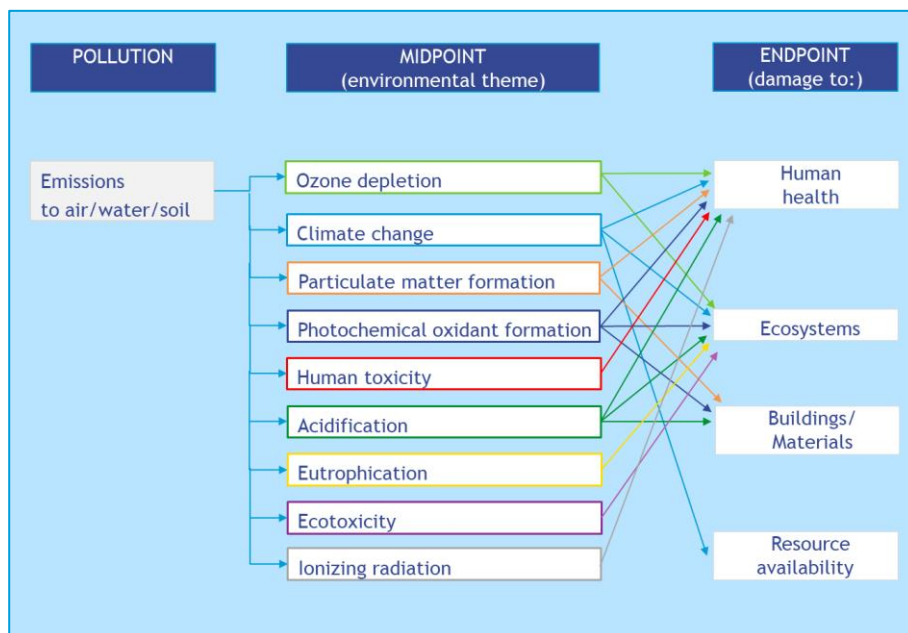 POLLUTION
MIDPOINT
(environmental theme)
ENDPOINT
(damage to:)
Emissions
to air/water/soil
Ozone depletion
Climate change
Particulate matter formation
Photochemical oxidant formation
Human toxicity
Acidification
Eutrophication
Ecotoxicity
Ionizing radiation
Human
health
Ecosystems
Buildings/
Materials
Resource
availability